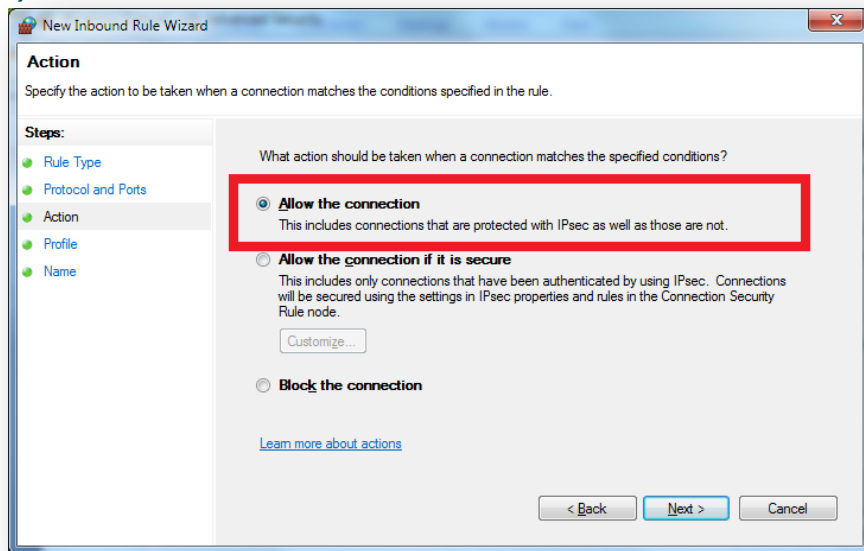 New Inbound Rule Wizard
Action
Specify the action to be taken when a connection matches the conditions specified in the rule.
Steps:
Rule Type
Protocol and Ports
Action
Profile
Name
What action should be taken when a connection matches the specified conditions?
Allow the connection
This includes connections that are protected with IPsec as well as those are not.
Allow the connection if it is secure
This includes only connections that have been authenticated by using IPsec. Connections
will be secured using the settings in IPsec properties and rules in the Connection Security
Rule node.
Customize...
Block the connection
Learn more about actions
< Back Next > Cancel